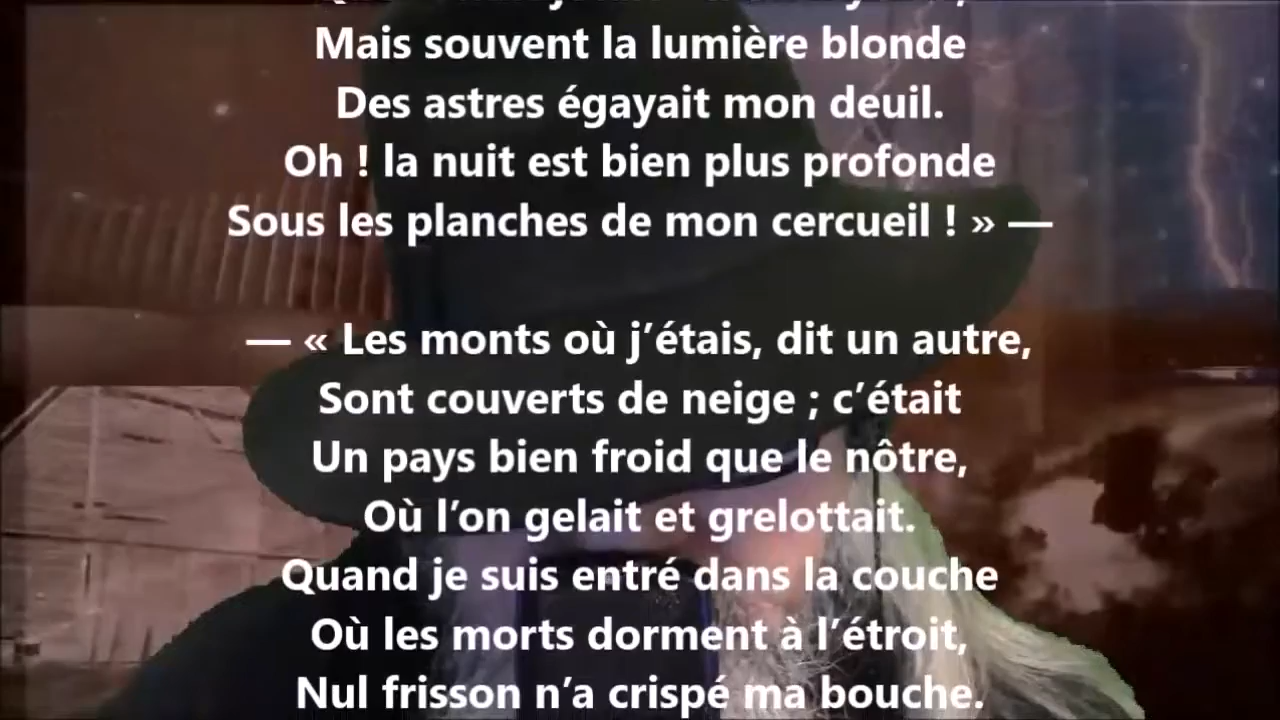 Mais souvent la lumière blonde
Des astres égayait mon deuil.
Oh ! la nuit est bien plus profonde
Sous les planches de mon cercueil ! » —
— « Les monts où j’étais, dit un autre,
Sont couverts de neige ; c’était
Un pays bien froid que le nôtre,
Où l’on gelait et grelottait.
Quand je suis entré dans la couche
Où les morts dorment à l’étroit,
Nul frisson n’a crispé ma bouche.